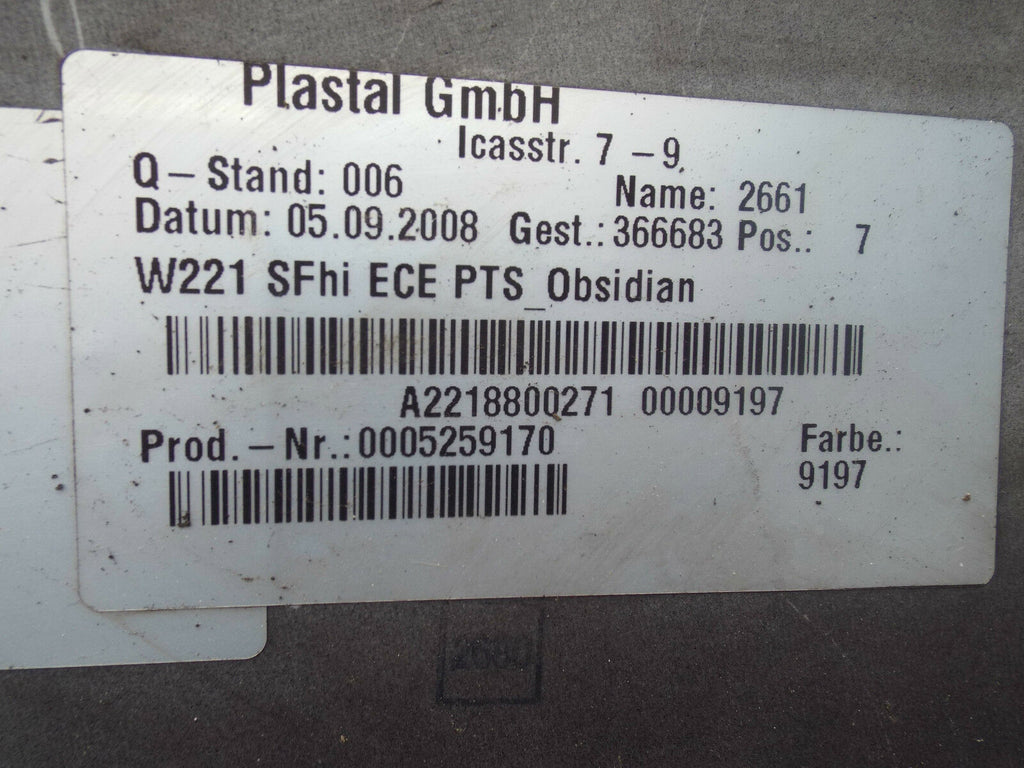 Plastal GmbH
Icasstr. 7 – 9
Q – Stand: 006 Name: 2661
Datum: 05.09.2008 Gest.: 366683 Pos.: 7
W221 SFhi ECE PTS_Obsidian
A2218800271 00009197
Prod. – Nr.: 0005259170 Farbe.:
9197